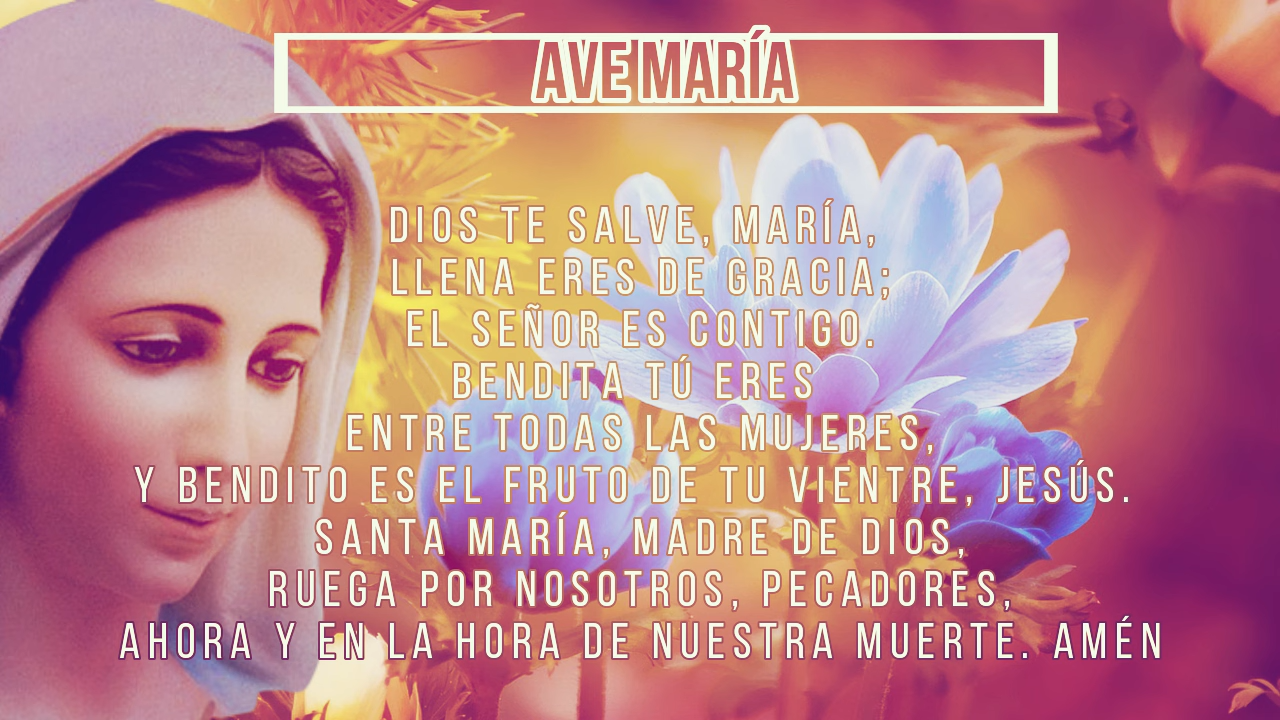 AVE MARÍA
DIOS TE SALVE, MARÍA,
LLENA ERES DE GRACIA;
EL SEÑOR ES CONTIGO.
BENDITA TÚ ERES
ENTRE TODAS LAS MUJERES,
Y BENDITO ES EL FRUTO DE TU VIENTRE, JESÚS.
SANTA MARÍA, MADRE DE DIOS,
RUEGA POR NOSOTROS, PECADORES,
AHORA Y EN LA HORA DE NUESTRA MUERTE. AMÉN